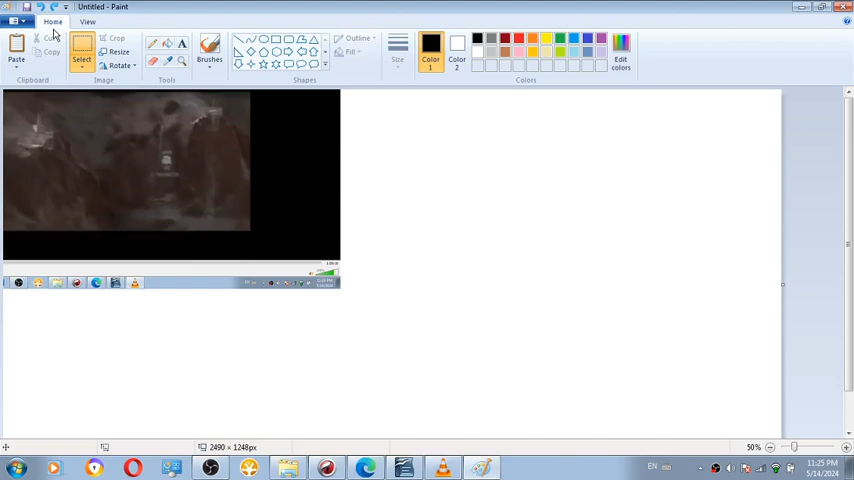 Untitled - Paint
Home View
Paste
Cut
Copy
Clipboard
Select
Crop
Resize
Rotate
Image
A
Tools
Brushes
Outline
Fill
Shapes
Size
Color 1
Color 2
Edit colors
Colors
2490 × 1248px
50%
EN
11:25 PM
5/14/2024